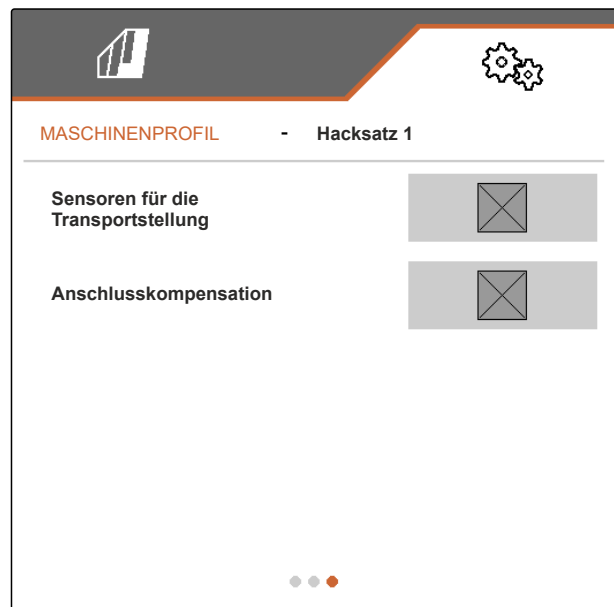 MASCHINENPROFIL - Hacksatz 1
Sensoren für die
Transportstellung
Anschlusskompensation